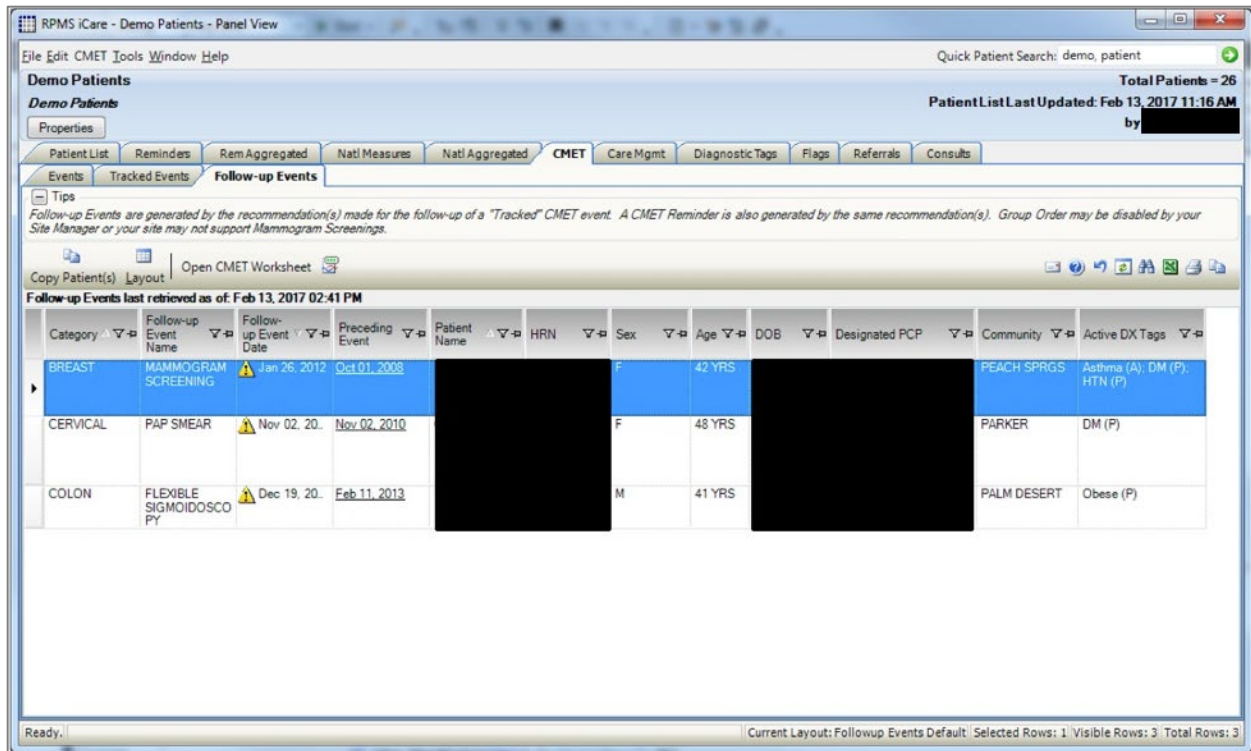 RPMS iCare - Demo Patients - Panel View
File Edit CMET Tools Window Help
Quick Patient Search: demo, patient
Demo Patients
Total Patients = 26
Demo Patients
Patient List Last Updated: Feb 13, 2017 11:16 AM
Properties
by
Patient List Reminders Rem Aggregated Natl Measures Natl Aggregated CMET Care Mgmt Diagnostic Tags Flags Referrals Consults
Events Tracked Events Follow-up Events
Tips
Follow-up Events are generated by the recommendation(s) made for the follow-up of a "Tracked" CMET event. A CMET Reminder is also generated by the same recommendation(s). Group Order may be disabled by your
Site Manager or your site may not support Mammogram Screenings.
Copy Patient(s) Layout Open CMET Worksheet
Follow-up Events last retrieved as of: Feb 13, 2017 02:41 PM
Category Follow-up Event Name Follow-up Event Date Preceding Event Patient Name HRN Sex Age DOB Designated PCP Community Active DX Tags
BREAST MAMMOGRAM SCREENING Jan 26, 2012 Oct 01, 2008 F 42 YRS PEACH SPRGS Asthma (A); DM (P); HTN (P)
CERVICAL PAP SMEAR Nov 02, 20.. Nov 02, 2010 F 48 YRS PARKER DM (P)
COLON FLEXIBLE SIGMOIDOSCOPY Dec 19, 20.. Feb 11, 2013 M 41 YRS PALM DESERT Obese (P)
Ready.
Current Layout: Followup Events Default Selected Rows: 1 Visible Rows: 3 Total Rows: 3